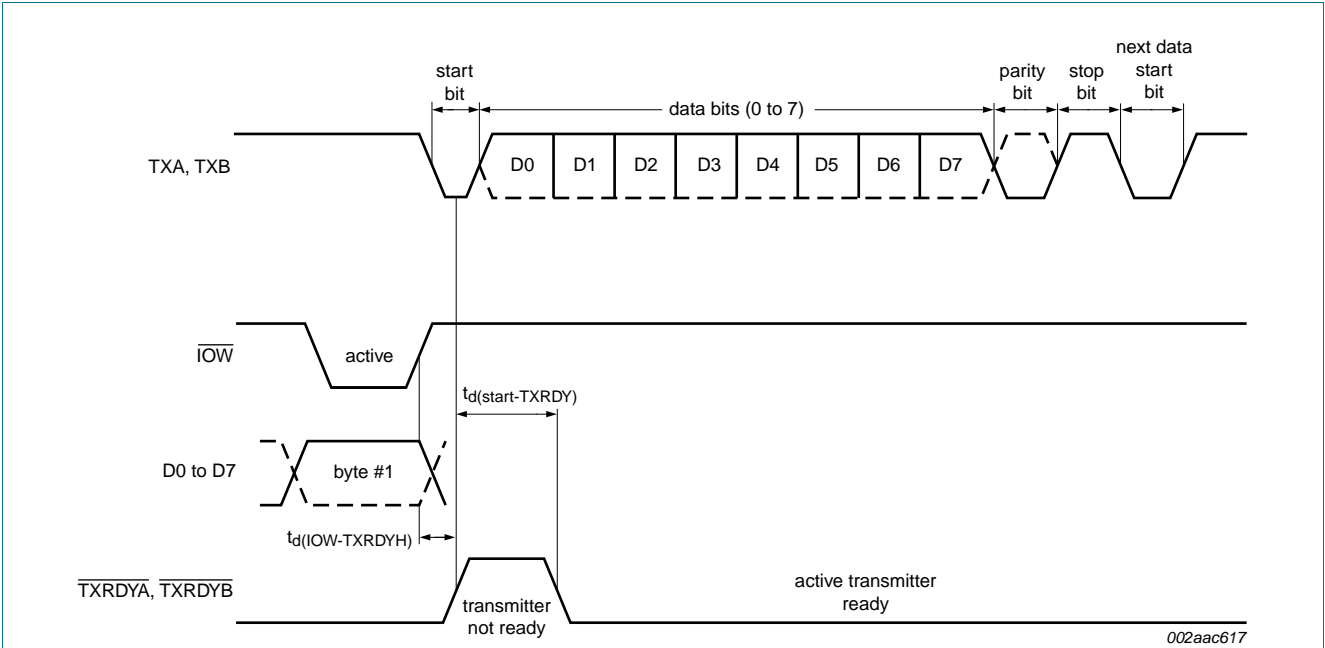 start
bit
data bits (0 to 7)
parity
bit
stop
bit
next data
start
bit
TXA, TXB
D0 D1 D2 D3 D4 D5 D6 D7
IOW
active
td(start-TXRDY)
D0 to D7
byte #1
td(IOW-TXRDYH)
TXRDYA, TXRDYB
transmitter
not ready
active transmitter
ready
002aac617